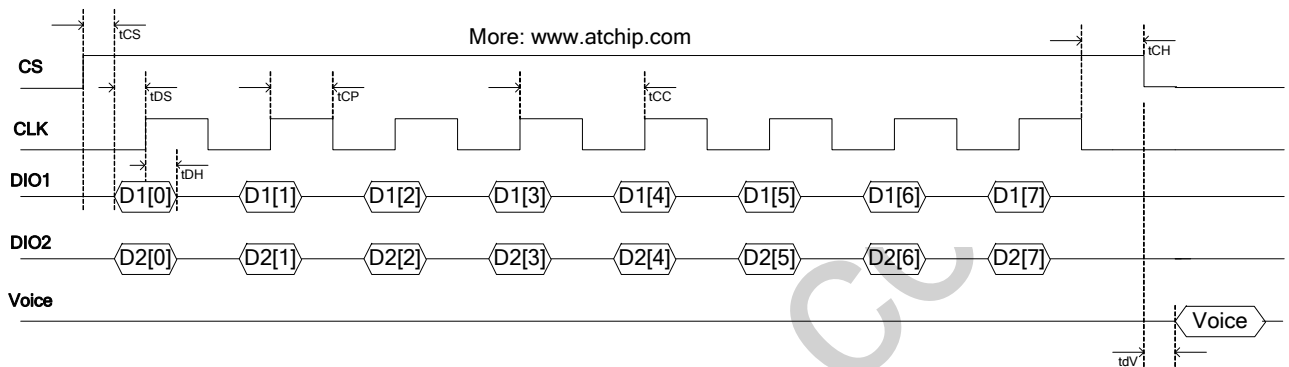 tCS
More: www.atchip.com
tCH
CS
tDS
tCP
tCC
CLK
tDH
DIO1
D1[0] D1[1] D1[2] D1[3] D1[4] D1[5] D1[6] D1[7]
DIO2
D2[0] D2[1] D2[2] D2[3] D2[4] D2[5] D2[6] D2[7]
Voice
Voice
tdV